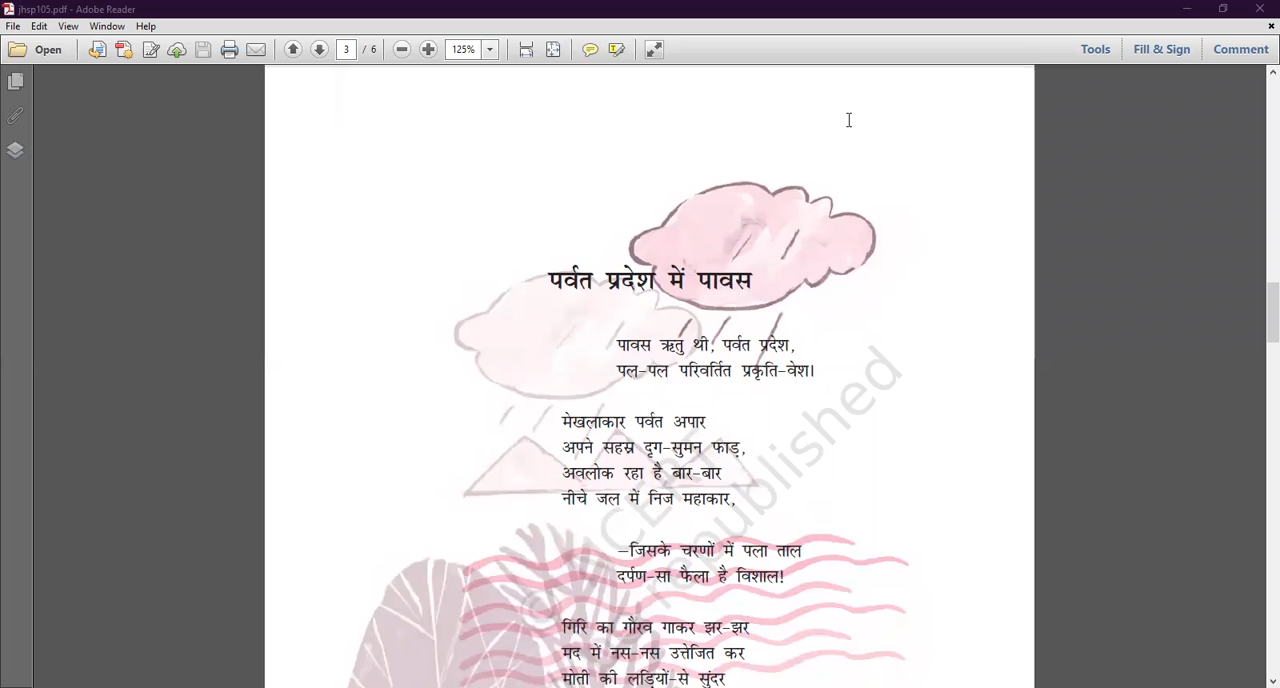 jhsp105.pdf - Adobe Reader
File Edit View Window Help
Open 3 / 6 125% Tools Fill & Sign Comment
पर्वत प्रदेश में पावस
पावस ऋतु थी, पर्वत प्रदेश,
पल-पल परिवर्तित प्रकृति-वेश।
मेखलाकार पर्वत अपार
अपने सहस्र दृग-सुमन फाड़,
अवलोक रहा है बार-बार
नीचे जल में निज महाकार,
-जिसके चरणों में पला ताल
दर्पण-सा फैला है विशाल!
गिरि का गौरव गाकर झर-झर
मद में नस-नस उत्तेजित कर
मोती की लड़ियों-से सुंदर
© NCERT
republished